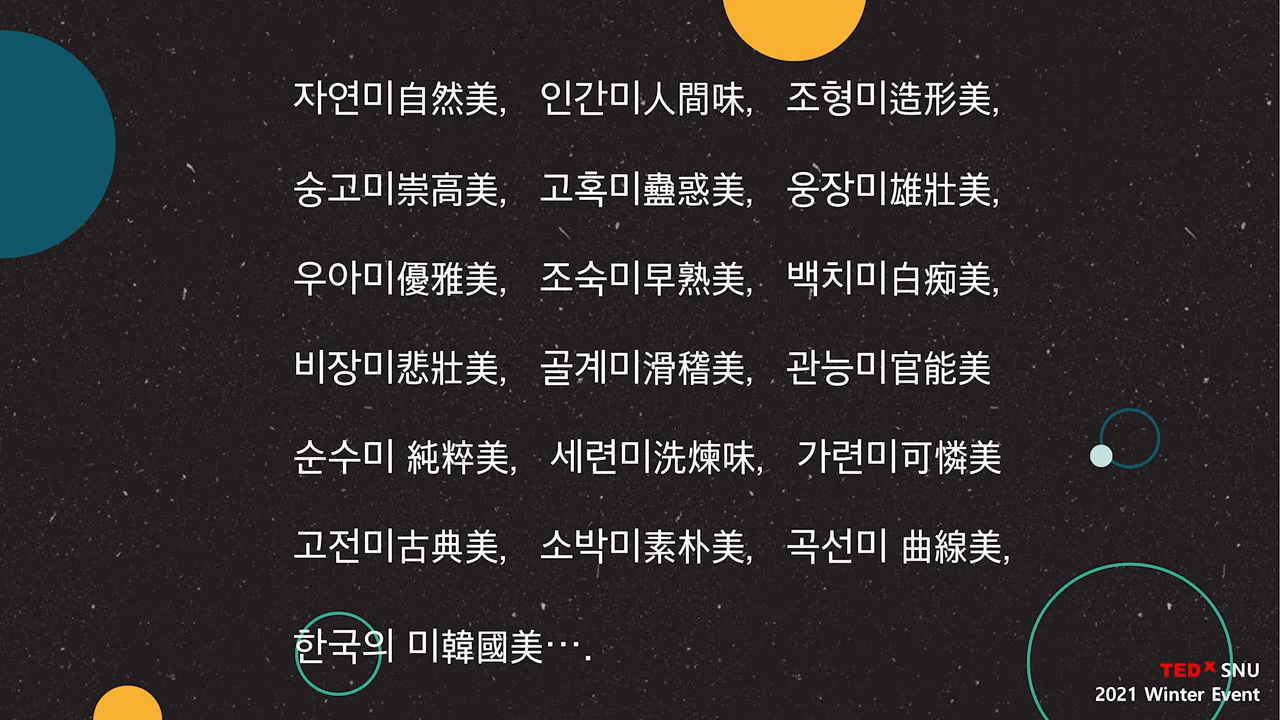 자연미自然美, 인간미人間味, 조형미造形美,
숭고미崇高美, 고혹미蠱惑美, 웅장미雄壯美,
우아미優雅美, 조숙미早熟美, 백치미白痴美,
비장미悲壯美, 골계미滑稽美, 관능미官能美
순수미 純粹美, 세련미洗煉味, 가련미可憐美
고전미古典美, 소박미素朴美, 곡선미 曲線美,
한국의 미韓國美….
TEDx SNU
2021 Winter Event